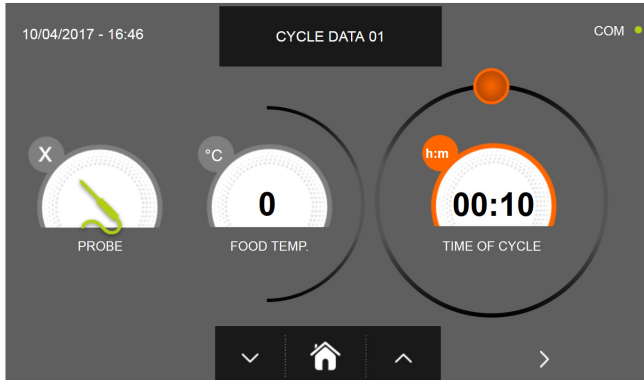 10/04/2017 - 16:46
CYCLE DATA 01
COM
X
°C
h:m
0
00:10
PROBE
FOOD TEMP.
TIME OF CYCLE